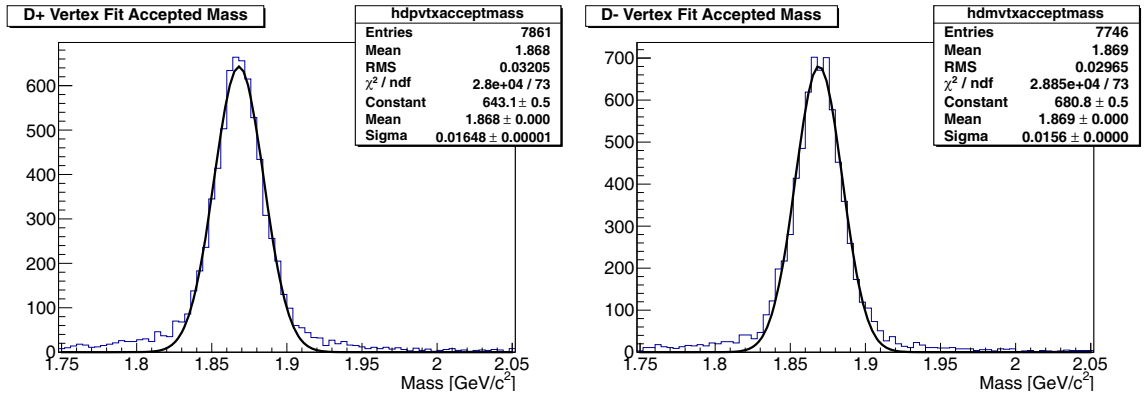 D+ Vertex Fit Accepted Mass
hdpvtxacceptmass
Entries 7861
Mean 1.868
RMS 0.03205
χ² / ndf 2.8e+04 / 73
Constant 643.1 ± 0.5
Mean 1.868 ± 0.000
Sigma 0.01648 ± 0.00001
600
500
400
300
200
100
0
1.75 1.8 1.85 1.9 1.95 2 2.05
Mass [GeV/c²]
D- Vertex Fit Accepted Mass
hdmvtxacceptmass
Entries 7746
Mean 1.869
RMS 0.02965
χ² / ndf 2.885e+04 / 73
Constant 680.8 ± 0.5
Mean 1.869 ± 0.000
Sigma 0.0156 ± 0.0000
700
600
500
400
300
200
100
0
1.75 1.8 1.85 1.9 1.95 2 2.05
Mass [GeV/c²]